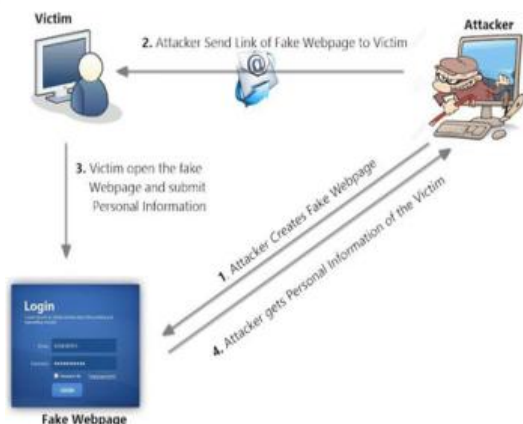 Victim
Attacker
2. Attacker Send Link of Fake Webpage to Victim
@
3. Victim open the fake
Webpage and submit
Personal Information
1. Attacker Creates Fake Webpage
4. Attacker gets Personal Information of the Victim
Login
Fake Webpage